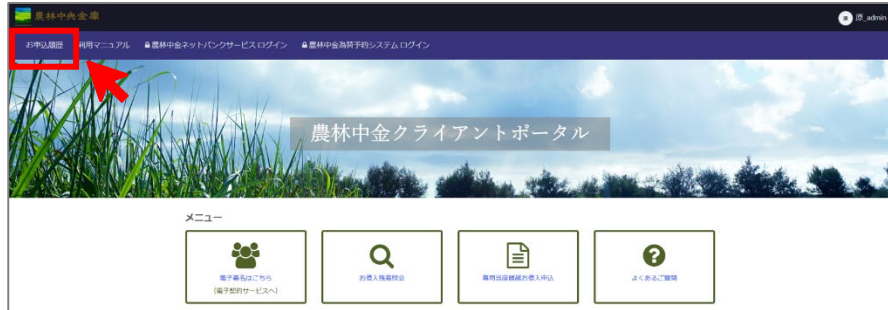 農林中央金庫
原_admin
お申込履歴 利用マニュアル 農林中金ネットバンクサービスログイン 農林中金為替予約システムログイン
農林中金クライアントポータル
メニュー
電子署名はこちら
(電子契約サービスへ)
お借入残高照会
専用当座貸越お借入申込
よくあるご質問